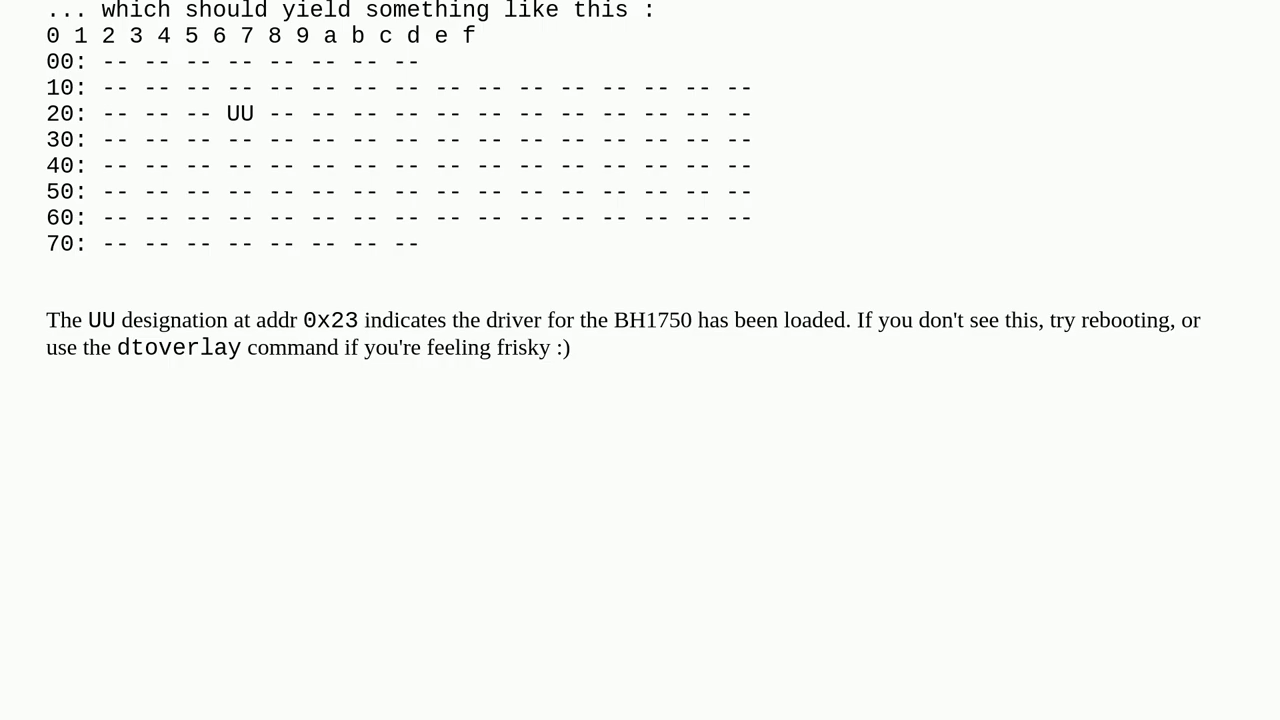 ... which should yield something like this :
0 1 2 3 4 5 6 7 8 9 a b c d e f
00: -- -- -- -- -- -- -- --
10: -- -- -- -- -- -- -- -- -- -- -- -- -- -- -- --
20: -- -- -- UU -- -- -- -- -- -- -- -- -- -- -- --
30: -- -- -- -- -- -- -- -- -- -- -- -- -- -- -- --
40: -- -- -- -- -- -- -- -- -- -- -- -- -- -- -- --
50: -- -- -- -- -- -- -- -- -- -- -- -- -- -- -- --
60: -- -- -- -- -- -- -- -- -- -- -- -- -- -- -- --
70: -- -- -- -- -- -- -- --
The UU designation at addr 0x23 indicates the driver for the BH1750 has been loaded. If you don't see this, try rebooting, or
use the dtoverlay command if you're feeling frisky :)